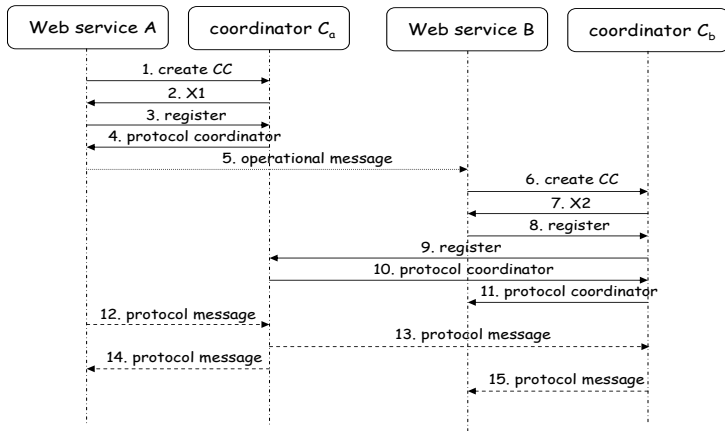 Web service A
coordinator Ca
Web service B
coordinator Cb
1. create CC
2. X1
3. register
4. protocol coordinator
5. operational message
6. create CC
7. X2
8. register
9. register
10. protocol coordinator
11. protocol coordinator
12. protocol message
13. protocol message
14. protocol message
15. protocol message